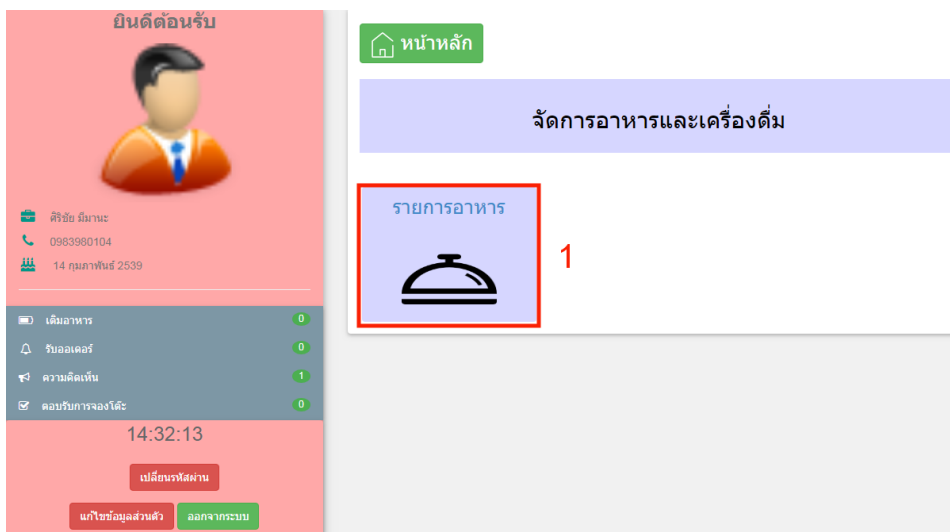 ยินดีต้อนรับ
ศิริชัย มีมานะ
0983980104
14 กุมภาพันธ์ 2539
เติมอาหาร 0
รับออเดอร์ 0
ความคิดเห็น 1
ตอบรับการจองโต๊ะ 0
14:32:13
เปลี่ยนรหัสผ่าน
แก้ไขข้อมูลส่วนตัว ออกจากระบบ
หน้าหลัก
จัดการอาหารและเครื่องดื่ม
รายการอาหาร
1